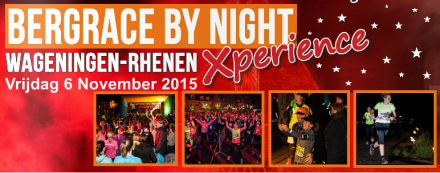 BERGRACE BY NIGHT
WAGENINGEN-RHENEN Xperience
Vrijdag 6 November 2015